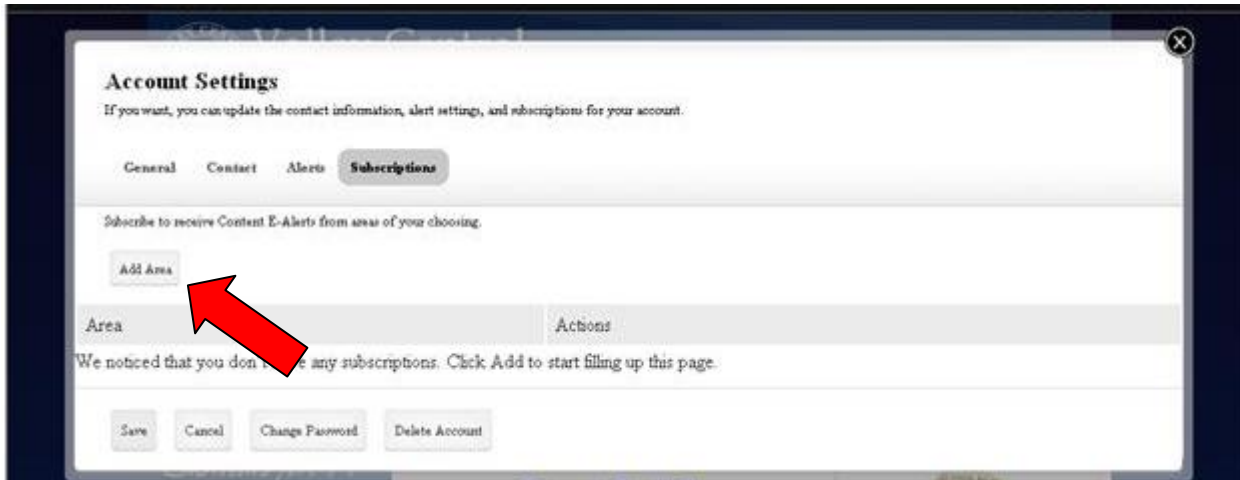 Valley Central
Account Settings
If you want, you can update the contact information, alert settings, and subscriptions for your account.
General Contact Alerts Subscriptions
Subscribe to receive Content E-Alerts from areas of your choosing.
Add Area
Area Actions
We noticed that you don any subscriptions. Click Add to start filling up this page.
Save Cancel Change Password Delete Account